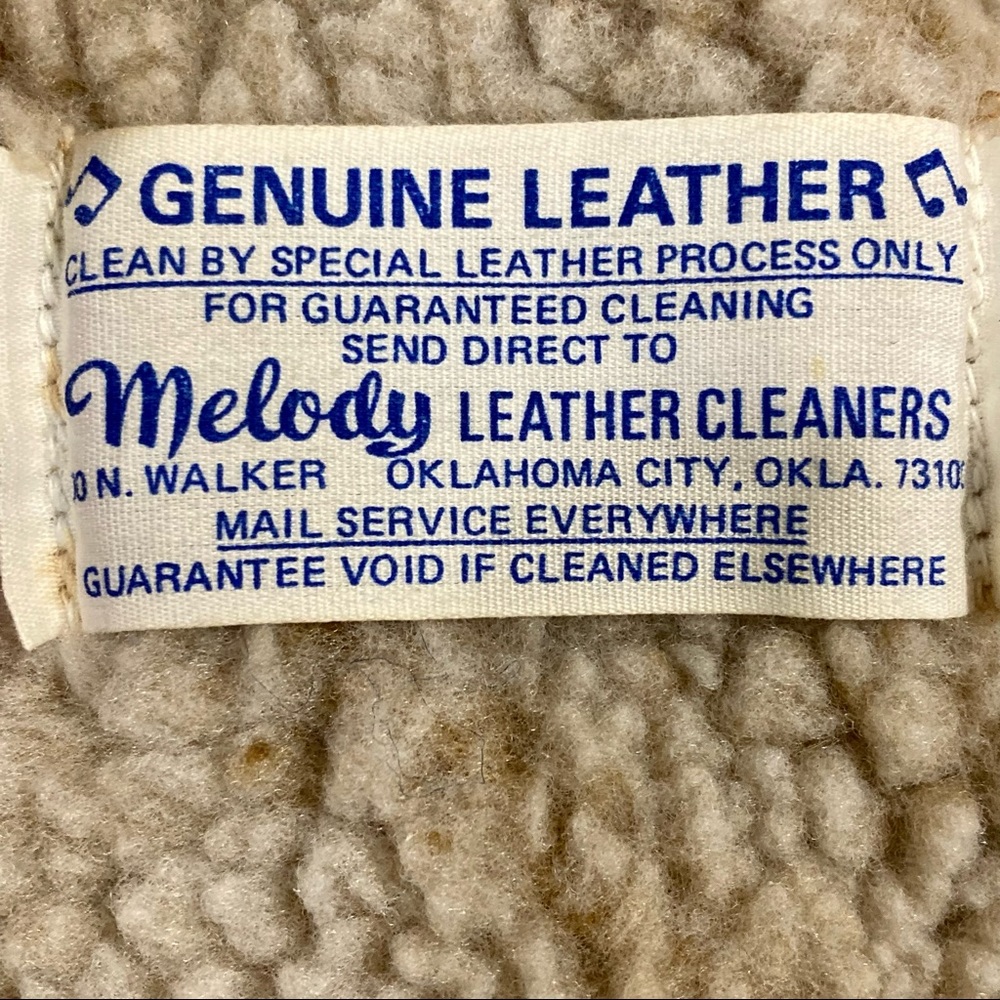 GENUINE LEATHER
CLEAN BY SPECIAL LEATHER PROCESS ONLY
FOR GUARANTEED CLEANING
SEND DIRECT TO
Melody LEATHER CLEANERS
N. WALKER OKLAHOMA CITY, OKLA.
MAIL SERVICE EVERYWHERE
GUARANTEE VOID IF CLEANED ELSEWHERE